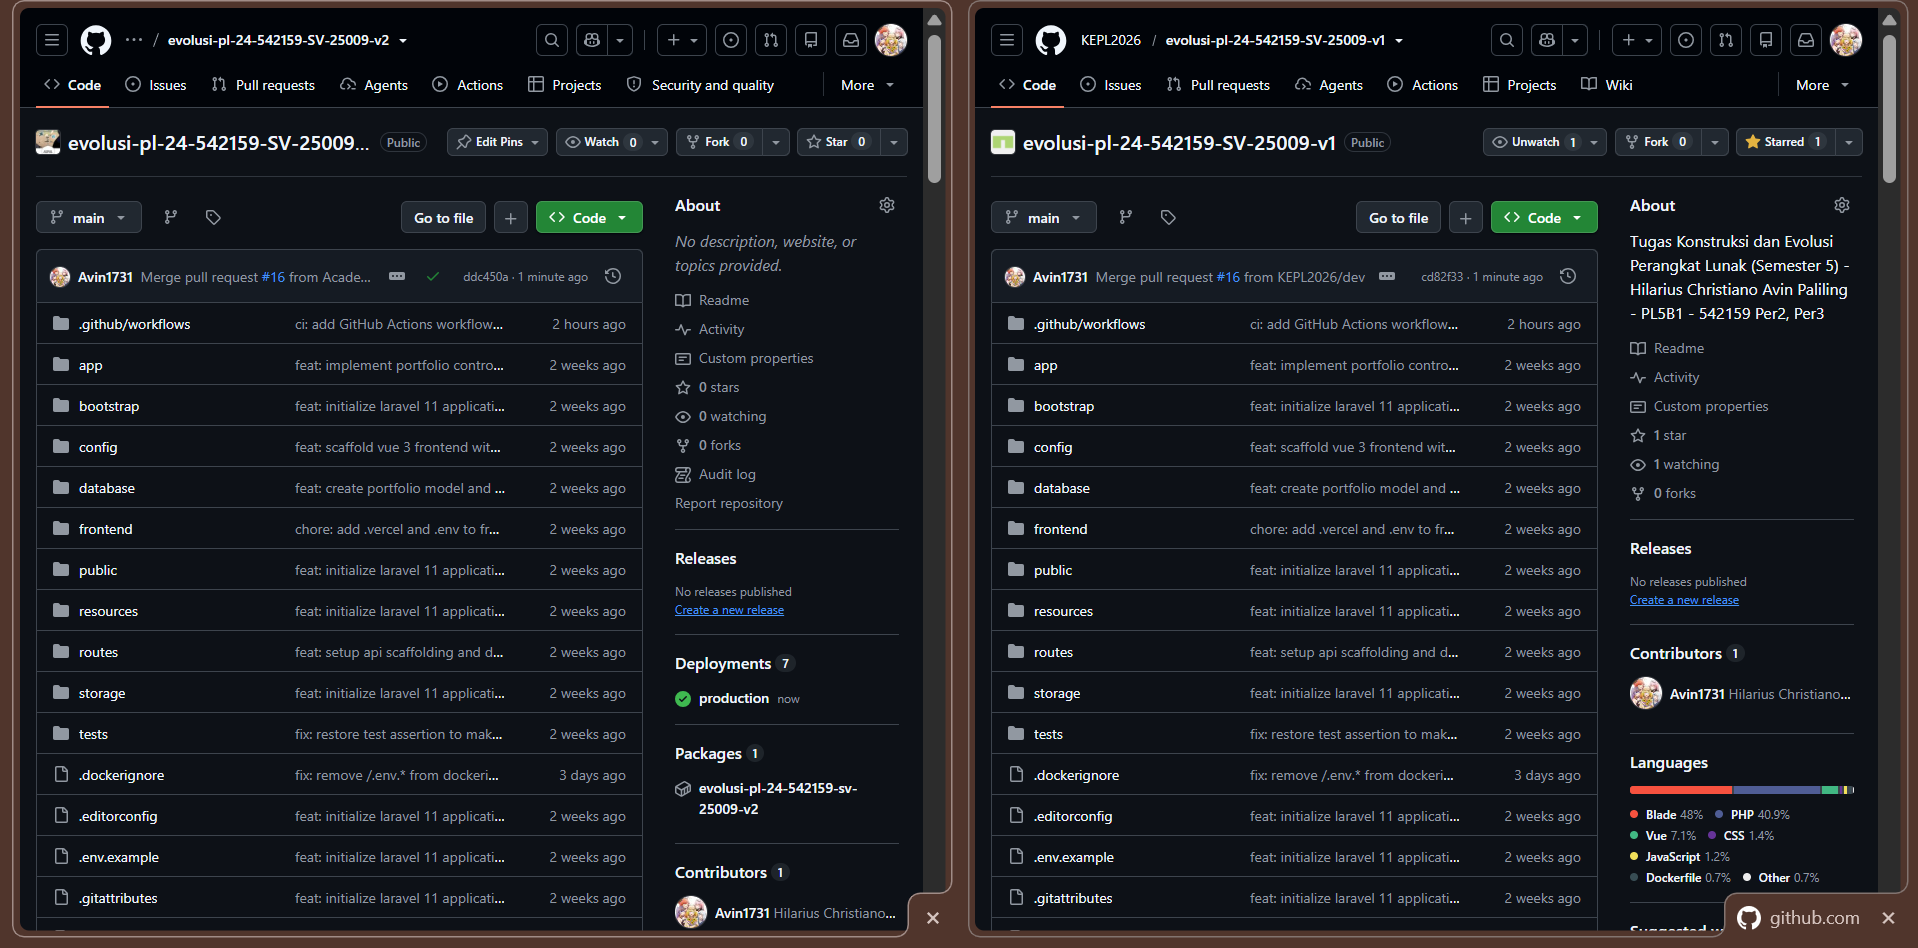 / evolusi-pl-24-542159-SV-25009-v2
Code Issues Pull requests Agents Actions Projects Security and quality More
evolusi-pl-24-542159-SV-25009... Public Edit Pins Watch 0 Fork 0 Star 0
main Go to file Code
Avin1731 Merge pull request #16 from Acade... ddc450a · 1 minute ago
.github/workflows ci: add GitHub Actions workflow... 2 hours ago
app feat: implement portfolio contro... 2 weeks ago
bootstrap feat: initialize laravel 11 applicati... 2 weeks ago
config feat: scaffold vue 3 frontend wit... 2 weeks ago
database feat: create portfolio model and ... 2 weeks ago
frontend chore: add .vercel and .env to fr... 2 weeks ago
public feat: initialize laravel 11 applicati... 2 weeks ago
resources feat: initialize laravel 11 applicati... 2 weeks ago
routes feat: setup api scaffolding and d... 2 weeks ago
storage feat: initialize laravel 11 applicati... 2 weeks ago
tests fix: restore test assertion to mak... 2 weeks ago
.dockerignore fix: remove /.env.* from dockeri... 3 days ago
.editorconfig feat: initialize laravel 11 applicati... 2 weeks ago
.env.example feat: initialize laravel 11 applicati... 2 weeks ago
.gitattributes feat: initialize laravel 11 applicati... 2 weeks ago
About
No description, website, or
topics provided.
Readme
Activity
Custom properties
0 stars
0 watching
0 forks
Audit log
Report repository
Releases
No releases published
Create a new release
Deployments 7
production now
Packages 1
evolusi-pl-24-542159-sv-
25009-v2
Contributors 1
Avin1731 Hilarius Christiano...
KEPL2026 / evolusi-pl-24-542159-SV-25009-v1
Code Issues Pull requests Agents Actions Projects Wiki More
evolusi-pl-24-542159-SV-25009-v1 Public Unwatch 1 Fork 0 Starred 1
main Go to file Code
Avin1731 Merge pull request #16 from KEPL2026/dev cd82f33 · 1 minute ago
.github/workflows ci: add GitHub Actions workflow... 2 hours ago
app feat: implement portfolio contro... 2 weeks ago
bootstrap feat: initialize laravel 11 applicati... 2 weeks ago
config feat: scaffold vue 3 frontend wit... 2 weeks ago
database feat: create portfolio model and ... 2 weeks ago
frontend chore: add .vercel and .env to fr... 2 weeks ago
public feat: initialize laravel 11 applicati... 2 weeks ago
resources feat: initialize laravel 11 applicati... 2 weeks ago
routes feat: setup api scaffolding and d... 2 weeks ago
storage feat: initialize laravel 11 applicati... 2 weeks ago
tests fix: restore test assertion to mak... 2 weeks ago
.dockerignore fix: remove /.env.* from dockeri... 3 days ago
.editorconfig feat: initialize laravel 11 applicati... 2 weeks ago
.env.example feat: initialize laravel 11 applicati... 2 weeks ago
.gitattributes feat: initialize laravel 11 applicati... 2 weeks ago
About
Tugas Konstruksi dan Evolusi
Perangkat Lunak (Semester 5) -
Hilarius Christiano Avin Paliling
- PL5B1 - 542159 Per2, Per3
Readme
Activity
Custom properties
1 star
1 watching
0 forks
Releases
No releases published
Create a new release
Contributors 1
Avin1731 Hilarius Christiano...
Languages
Blade 48% PHP 40.9%
Vue 7.1% CSS 1.4%
JavaScript 1.2%
Dockerfile 0.7% Other 0.7%
github.com